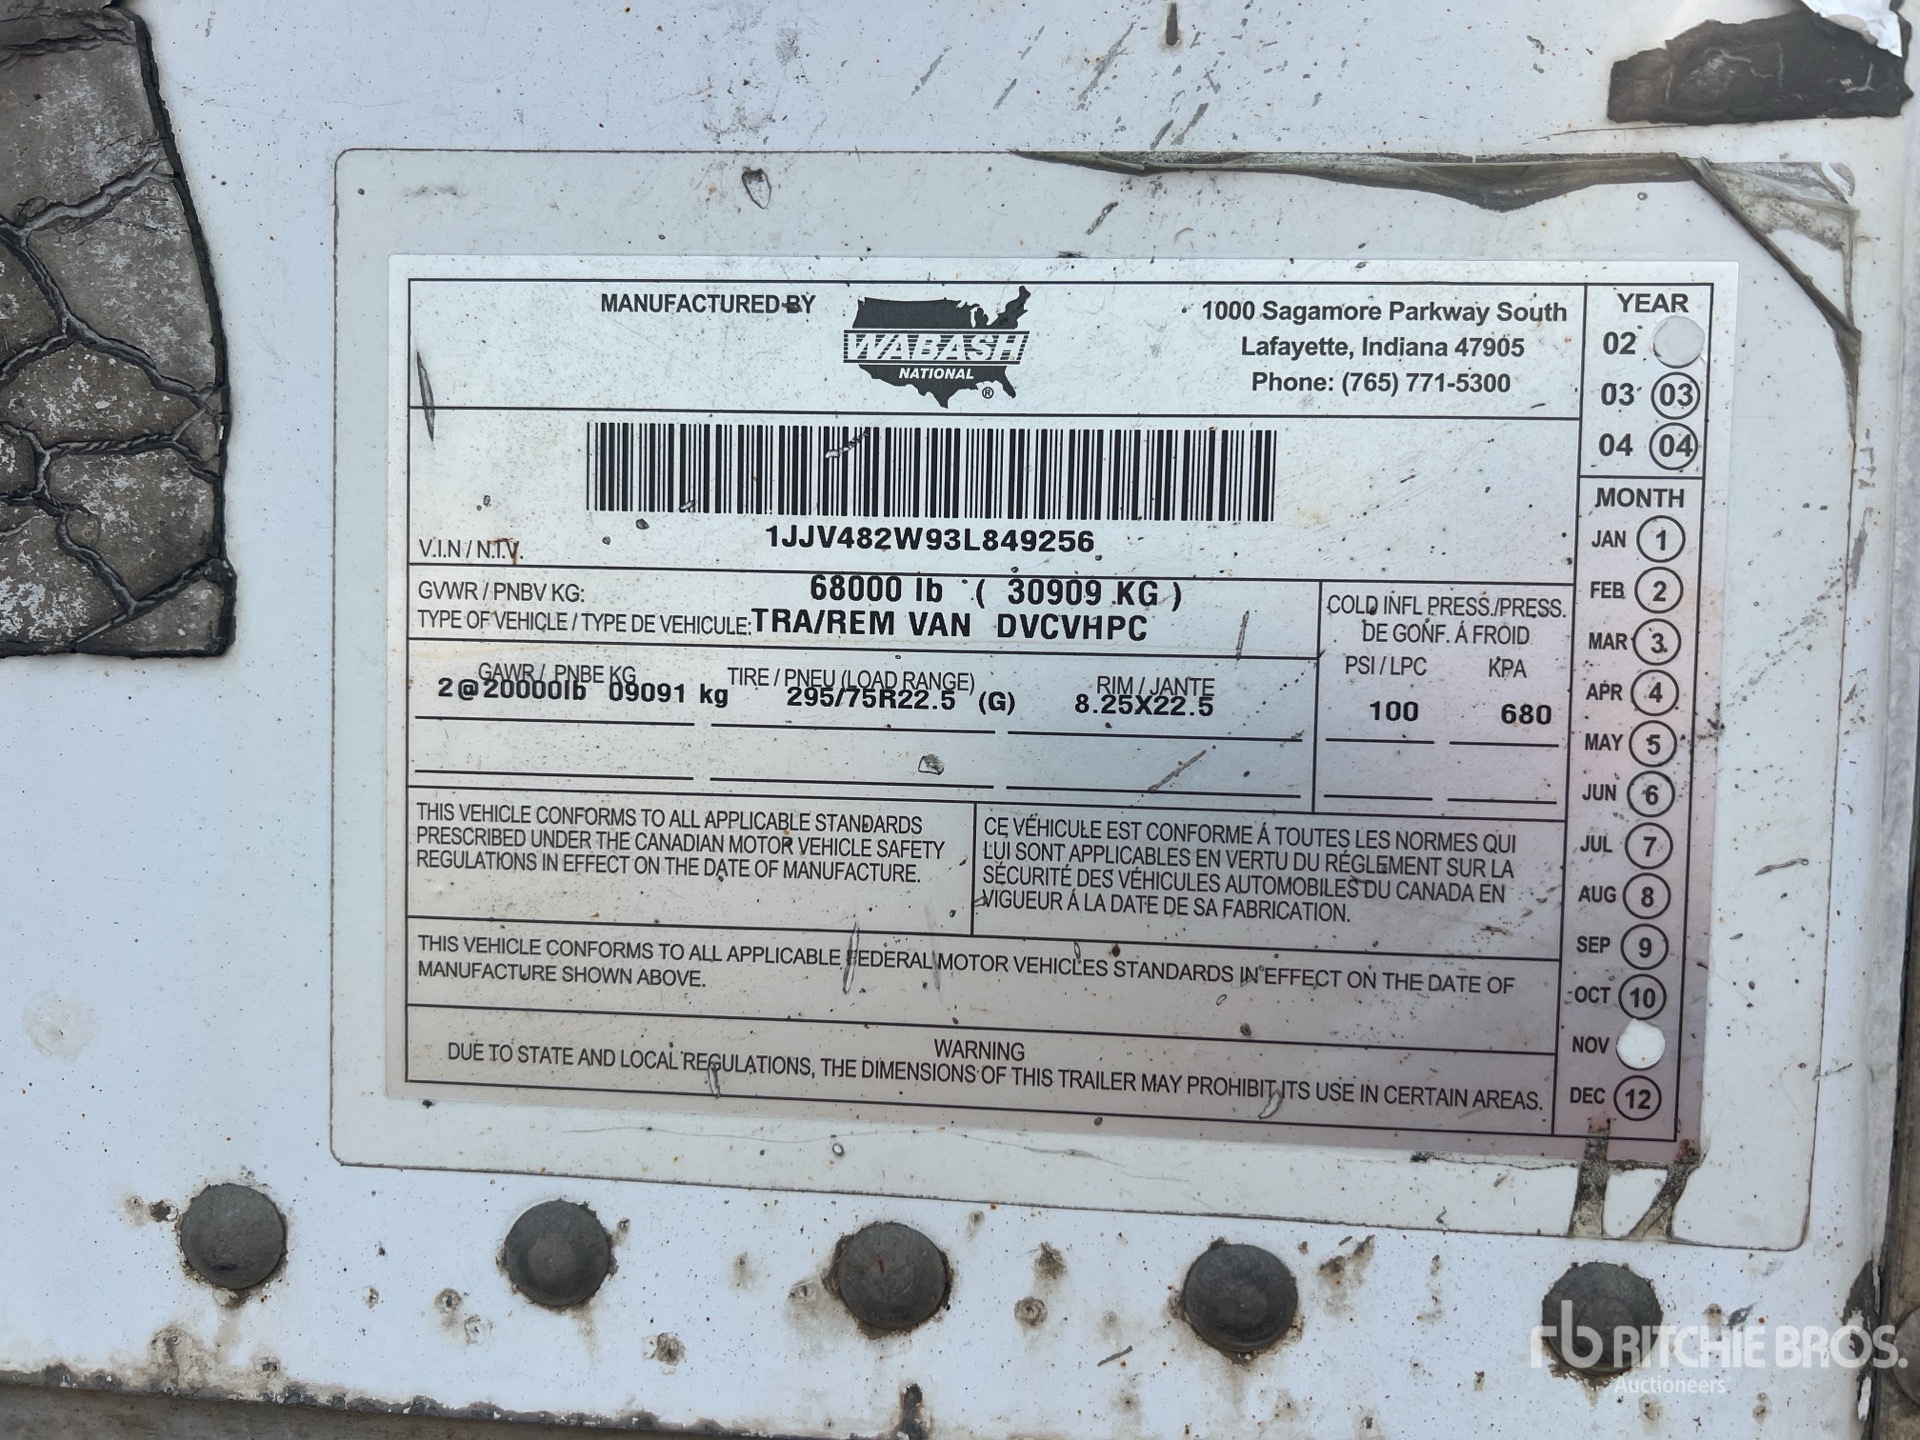 MANUFACTURED BY
WABASH
NATIONAL ®
1000 Sagamore Parkway South
Lafayette, Indiana 47905
Phone: (765) 771-5300
1JJV482W93L849256
V.I.N / N.I.V.
GVWR / PNBV KG: 68000 lb ( 30909 KG )
TYPE OF VEHICLE / TYPE DE VEHICULE: TRA/REM VAN DVCVHPC
GAWR / PNBE KG TIRE / PNEU (LOAD RANGE) RIM / JANTE
2@20000lb 09091 kg 295/75R22.5 (G) 8.25X22.5
COLD INFL PRESS./PRESS.
DE GONF. Á FROID
PSI / LPC KPA
100 680
THIS VEHICLE CONFORMS TO ALL APPLICABLE STANDARDS
PRESCRIBED UNDER THE CANADIAN MOTOR VEHICLE SAFETY
REGULATIONS IN EFFECT ON THE DATE OF MANUFACTURE.
CE VÉHICULE EST CONFORME Á TOUTES LES NORMES QUI
LUI SONT APPLICABLES EN VERTU DU RÉGLEMENT SUR LA
SÉCURITÉ DES VÉHICULES AUTOMOBILES DU CANADA EN
VIGUEUR Á LA DATE DE SA FABRICATION.
THIS VEHICLE CONFORMS TO ALL APPLICABLE FEDERAL MOTOR VEHICLES STANDARDS IN EFFECT ON THE DATE OF
MANUFACTURE SHOWN ABOVE.
WARNING
DUE TO STATE AND LOCAL REGULATIONS, THE DIMENSIONS OF THIS TRAILER MAY PROHIBIT ITS USE IN CERTAIN AREAS.
YEAR
02
03 03
04 04
MONTH
JAN 1
FEB 2
MAR 3
APR 4
MAY 5
JUN 6
JUL 7
AUG 8
SEP 9
OCT 10
NOV
DEC 12
rb RITCHIE BROS.
Auctioneers